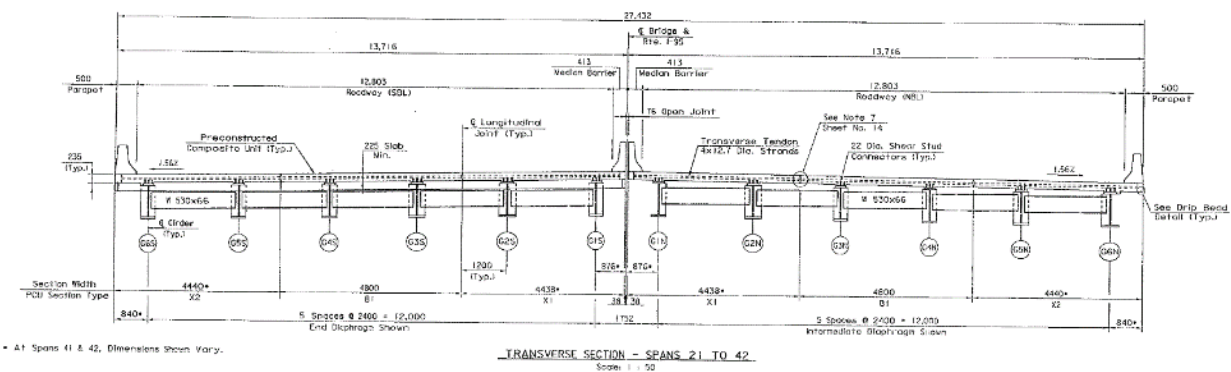 27,432
℄ Bridge &
Rte. I-95
13,716
13,716
413
Median Barrier
413
Median Barrier
500
Parapet
12,803
Roadway (SBL)
12,803
Roadway (NBL)
500
Parapet
76 Open Joint
℄ Longitudinal
Joint (Typ.)
See Note 7
Sheet No. 14
Preconstructed
Composite Unit (Typ.)
225 Slab
Min.
Transverse Tendon
4x12.7 Dia. Strands
22 Dia. Shear Stud
Connectors (Typ.)
235
(Typ.)
1.56%
1.56%
W 530x66
W 530x66
℄ Girder
(Typ.)
See Drip Bead
Detail (Typ.)
G6S
G5S
G4S
G3S
G2S
G1S
G1N
G2N
G3N
G4N
G5N
G6N
1200
(Typ.)
876*
876*
Section Width
4440*
4800
4438*
38
38
4438*
4800
4440*
PCU Section Type
X2
B1
X1
X1
B1
X2
840*
5 Spaces @ 2400 = 12,000
End Diaphragm Shown
1752
5 Spaces @ 2400 = 12,000
Intermediate Diaphragm Shown
840*
* At Spans 41 & 42, Dimensions Shown Vary.
TRANSVERSE SECTION - SPANS 21 TO 42
Scale: 1 : 50